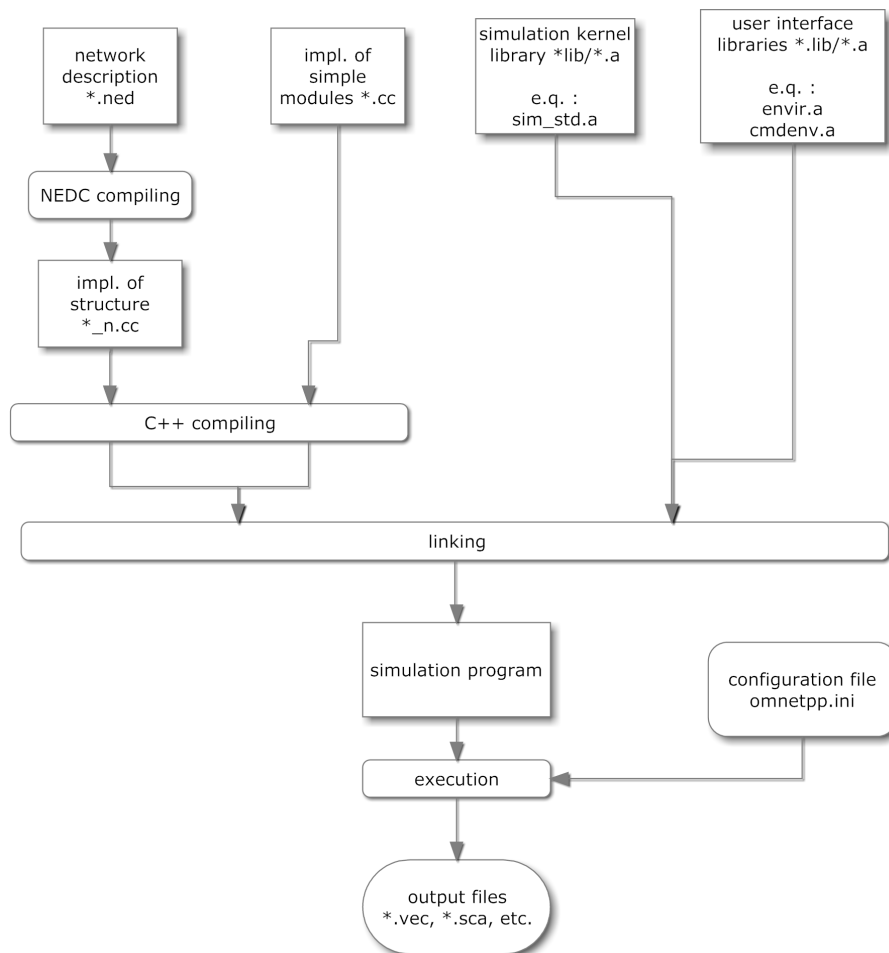 network
description
*.ned
impl. of
simple
modules *.cc
simulation kernel
library *lib/*.a
e.q. :
sim_std.a
user interface
libraries *.lib/*.a
e.q. :
envir.a
cmdenv.a
NEDC compiling
impl. of
structure
*_n.cc
C++ compiling
linking
simulation program
configuration file
omnetpp.ini
execution
output files
*.vec, *.sca, etc.